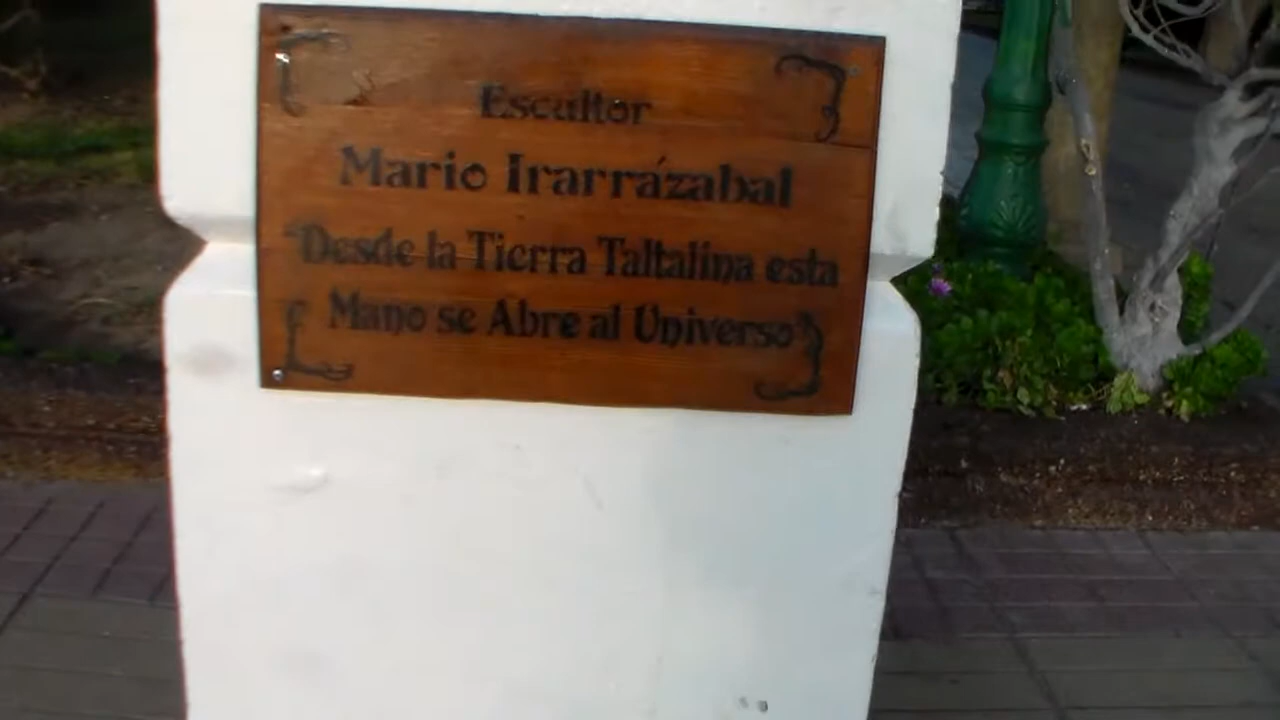 Escultor
Mario Irarrázabal
"Desde la Tierra Taltalina esta
Mano se Abre al Universo"